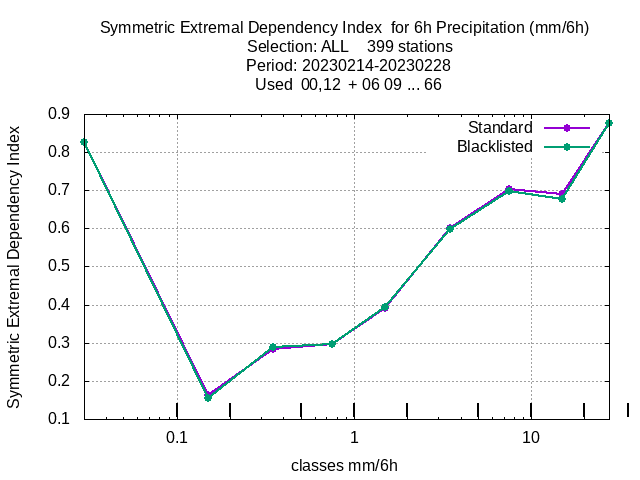 Symmetric Extremal Dependency Index  for 6h Precipitation (mm/6h)
Selection: ALL    399 stations
Period: 20230214-20230228
Used  00,12  + 06 09 ... 66
Symmetric Extremal Dependency Index
0.9
0.8
0.7
0.6
0.5
0.4
0.3
0.2
0.1
Standard
Blacklisted
0.1
1
10
classes mm/6h